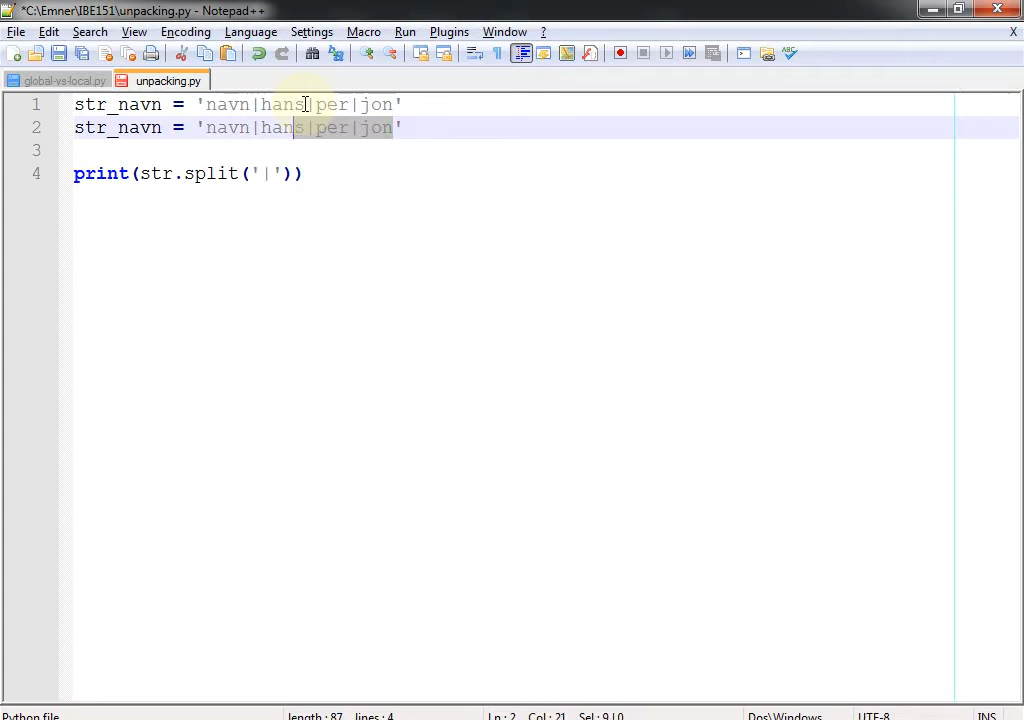 *C:\Emner\IBE151\unpacking.py - Notepad++
File Edit Search View Encoding Language Settings Macro Run Plugins Window ? X
global-vs-local.py unpacking.py
1 str_navn = 'navn|hans|per|jon'
2 str_navn = 'navn|hans|per|jon'
3
4 print(str.split('|'))
Python file length : 87 lines : 4 Ln : 2 Col : 21 Sel : 9 | 0 Dos\Windows UTF-8 INS